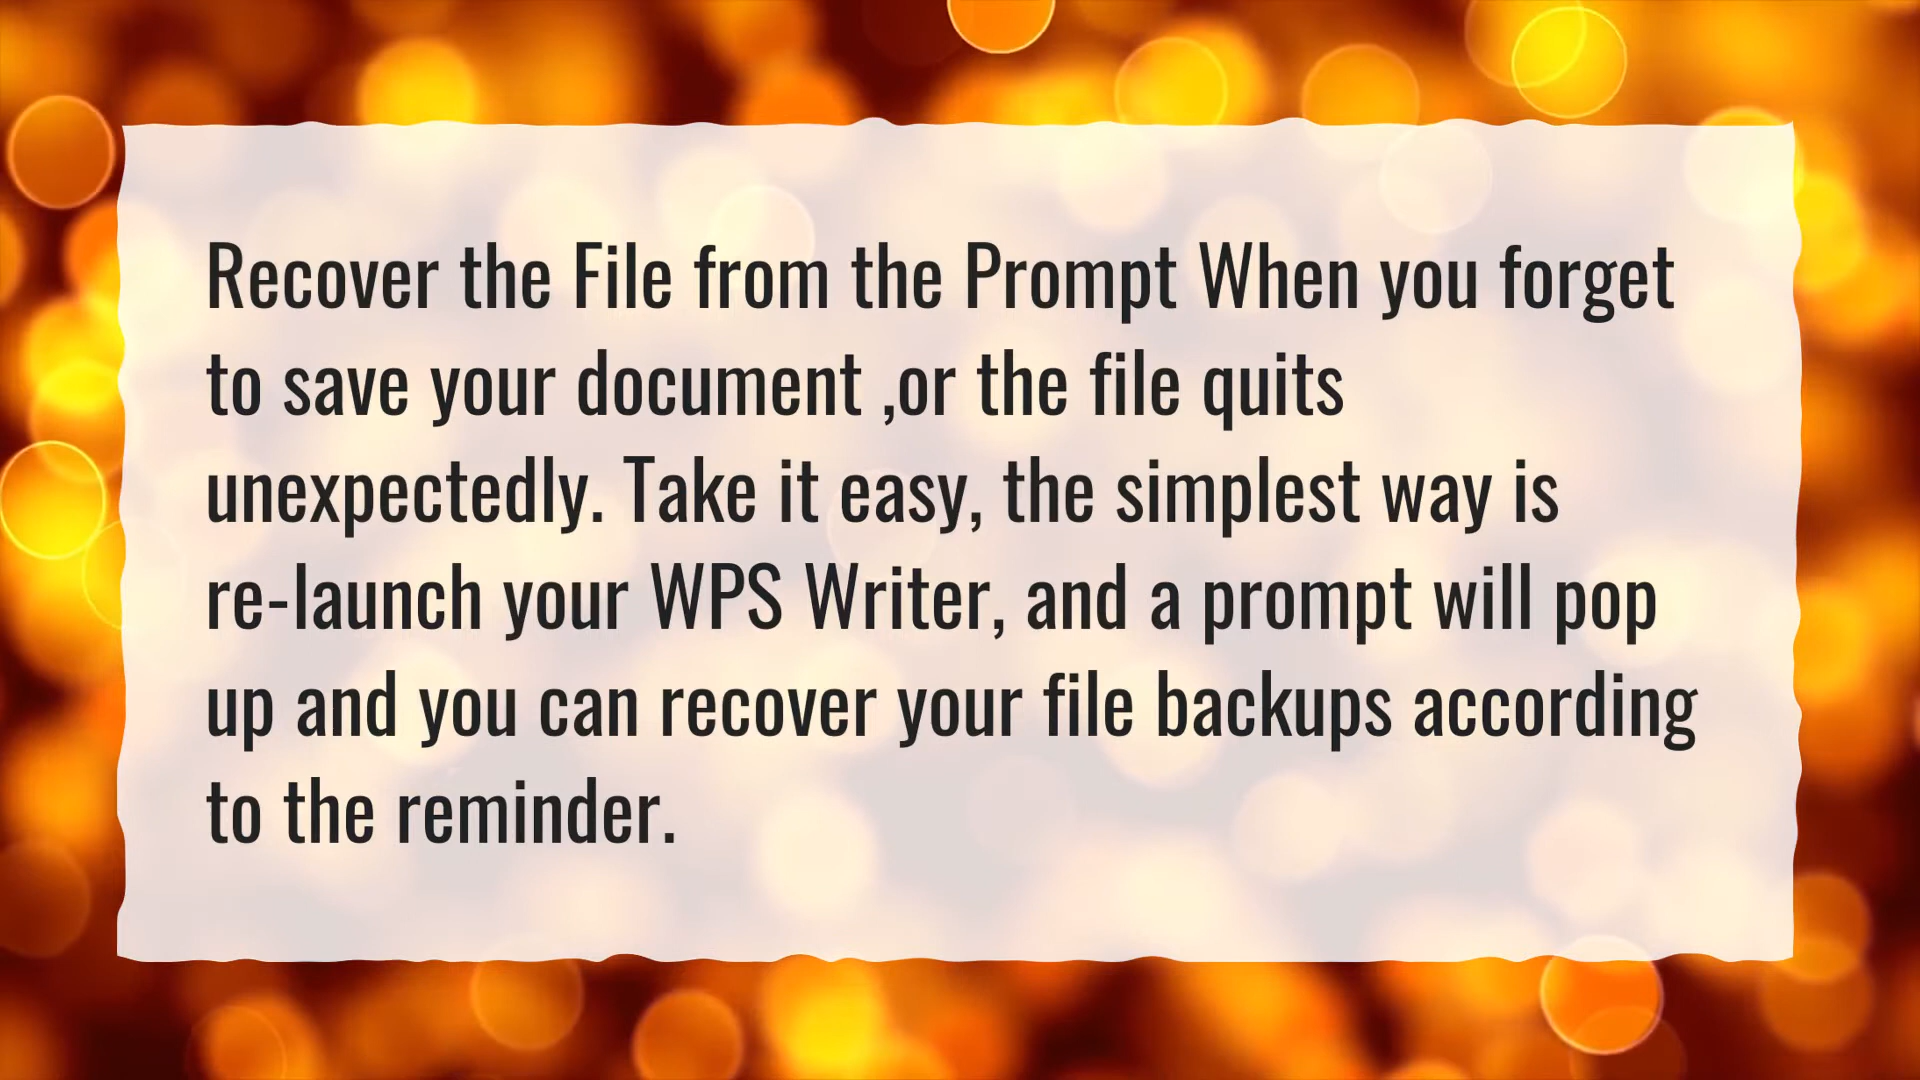 Recover the File from the Prompt When you forget
to save your document ,or the file quits
unexpectedly. Take it easy, the simplest way is
re-launch your WPS Writer, and a prompt will pop
up and you can recover your file backups according
to the reminder.